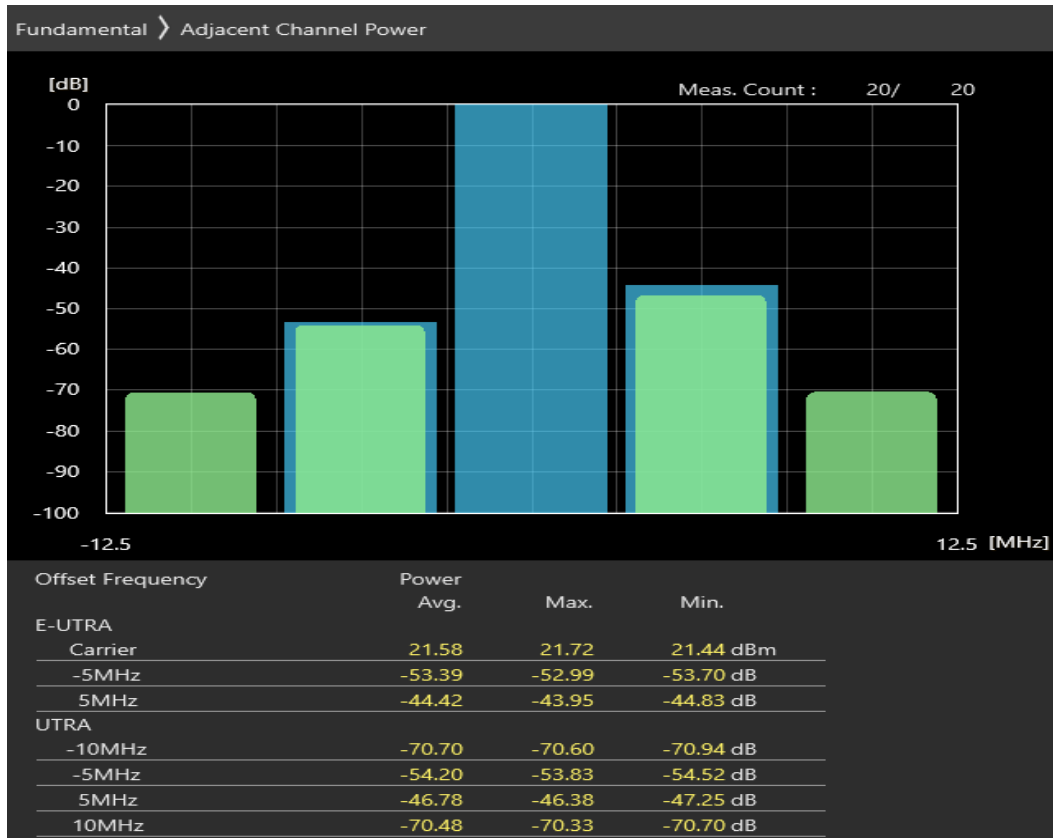 Fundamental 〉 Adjacent Channel Power
[dB]
Meas. Count : 20/ 20
0
-10
-20
-30
-40
-50
-60
-70
-80
-90
-100
-12.5 12.5 [MHz]
Offset Frequency Power
Avg. Max. Min.
E-UTRA
Carrier 21.58 21.72 21.44 dBm
-5MHz -53.39 -52.99 -53.70 dB
5MHz -44.42 -43.95 -44.83 dB
UTRA
-10MHz -70.70 -70.60 -70.94 dB
-5MHz -54.20 -53.83 -54.52 dB
5MHz -46.78 -46.38 -47.25 dB
10MHz -70.48 -70.33 -70.70 dB